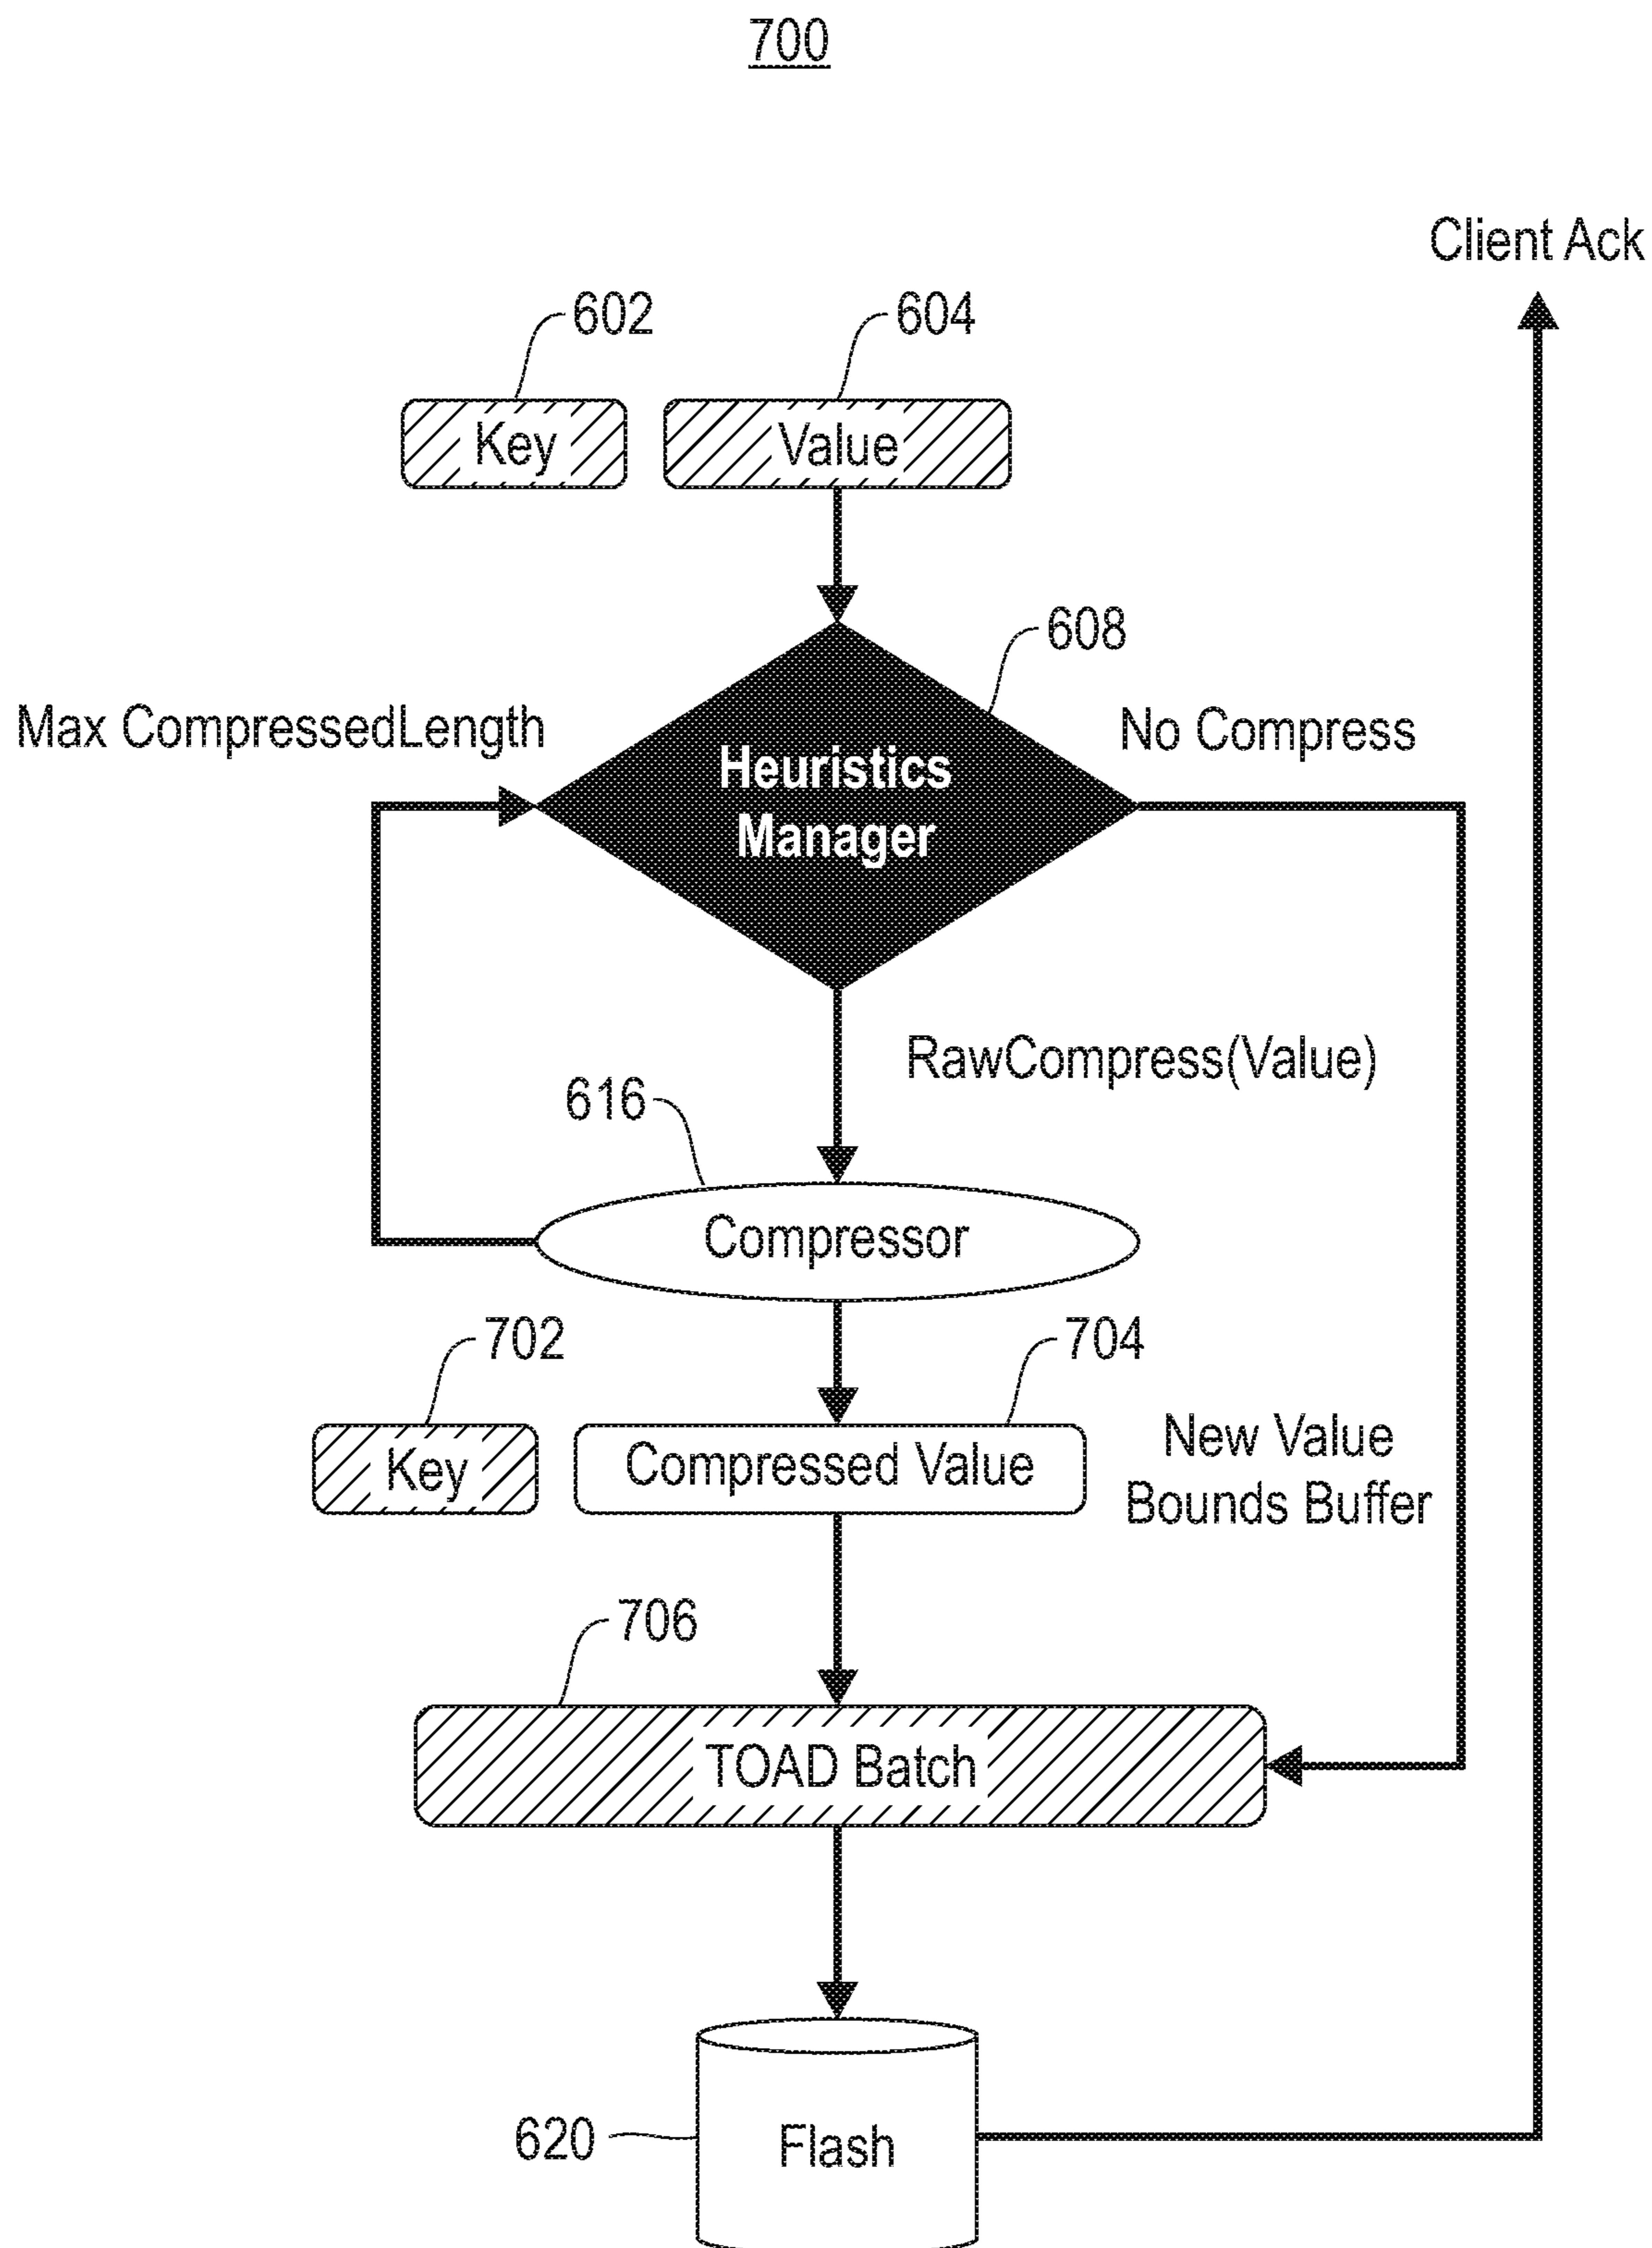 700
Client Ack
602
604
Key
Value
608
Max CompressedLength
No Compress
Heuristics
Manager
RawCompress(Value)
616
Compressor
702
704
Key
Compressed Value
New Value
Bounds Buffer
706
TOAD Batch
620
Flash